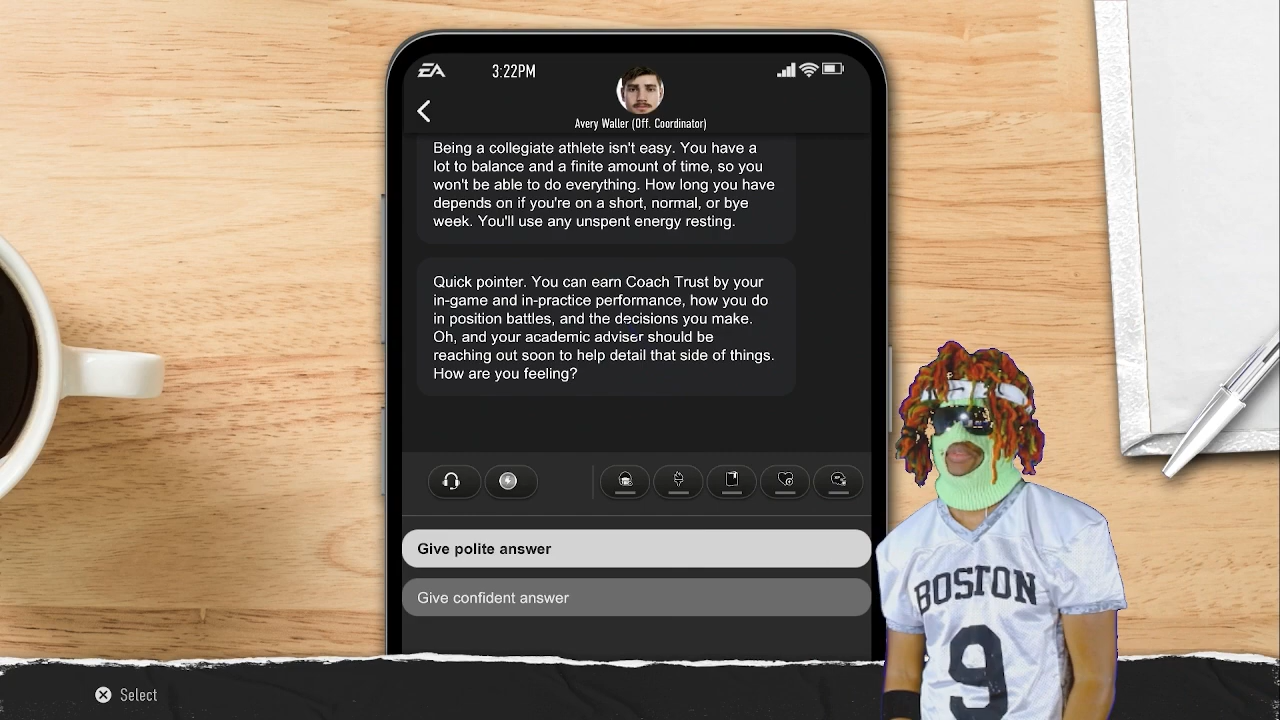 EA
3:22PM
Avery Waller (Off. Coordinator)
Being a collegiate athlete isn't easy. You have a
lot to balance and a finite amount of time, so you
won't be able to do everything. How long you have
depends on if you're on a short, normal, or bye
week. You'll use any unspent energy resting.
Quick pointer. You can earn Coach Trust by your
in-game and in-practice performance, how you do
in position battles, and the decisions you make.
Oh, and your academic adviser should be
reaching out soon to help detail that side of things.
How are you feeling?
Give polite answer
Give confident answer
BOSTON
9
Select